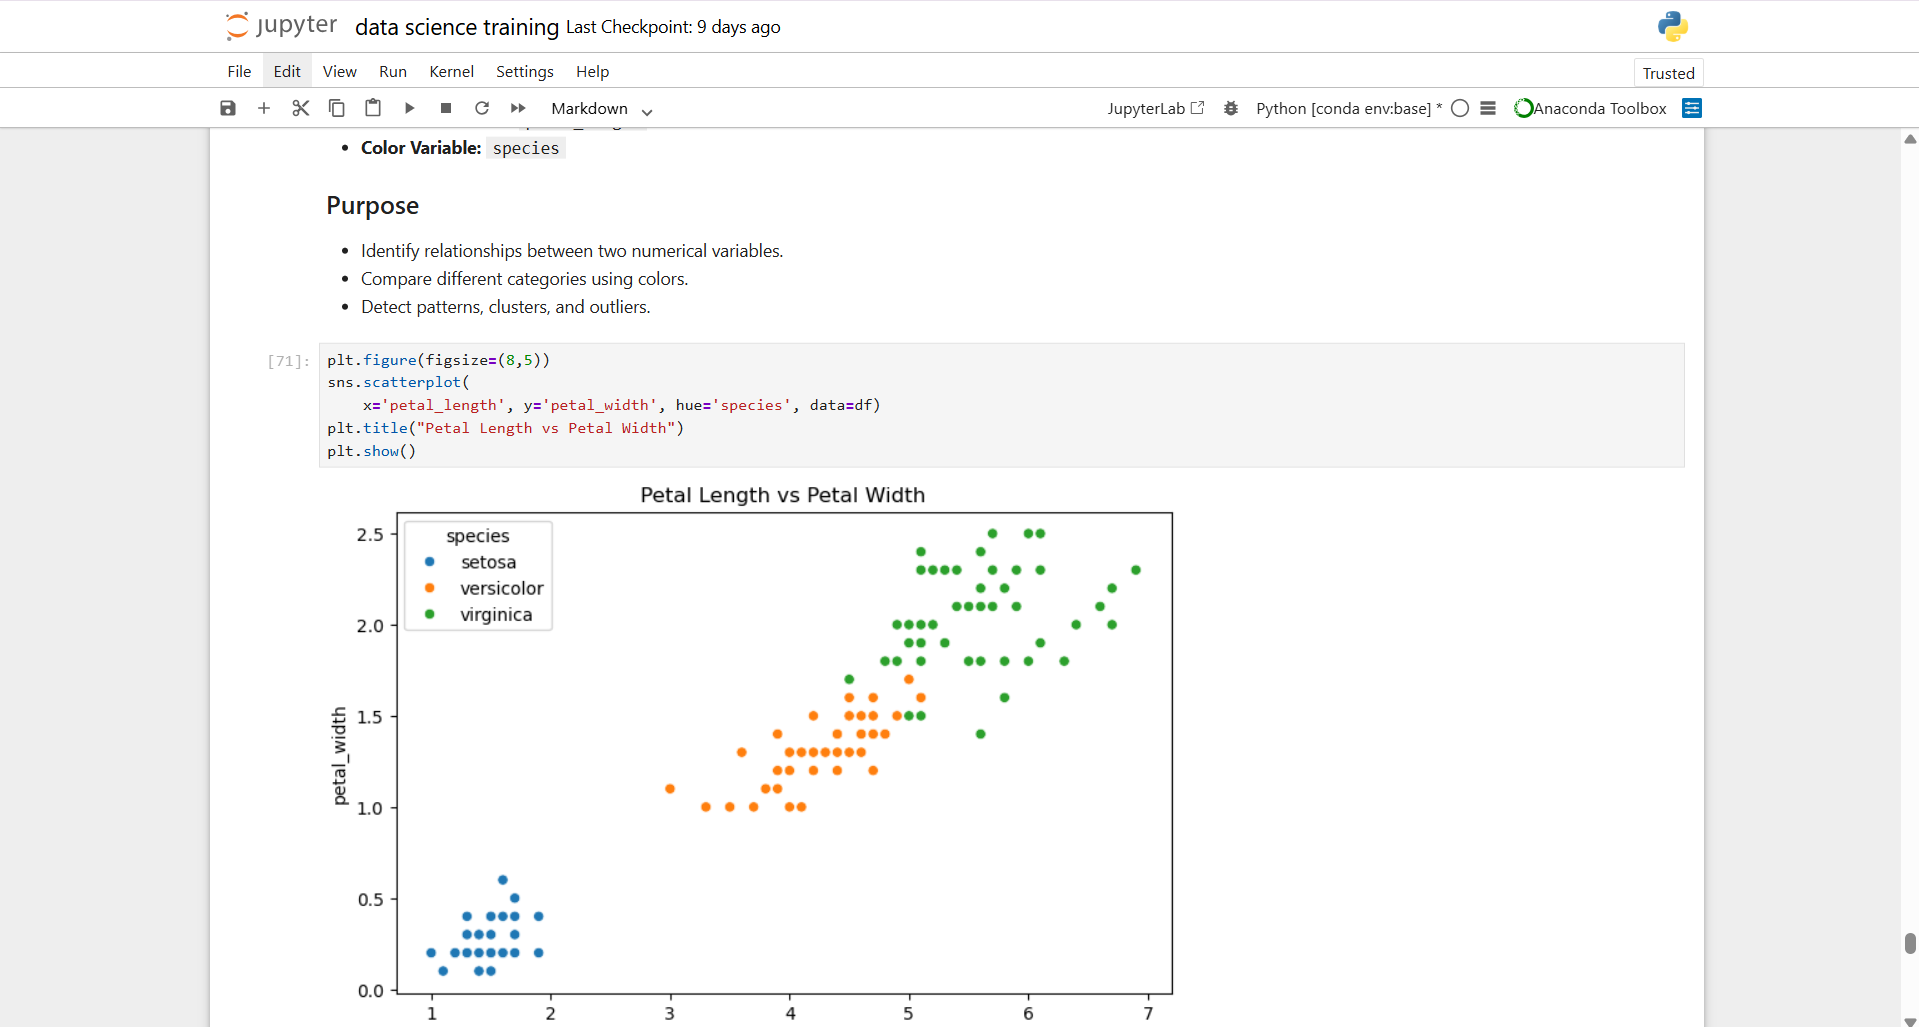 jupyter data science training Last Checkpoint: 9 days ago
File Edit View Run Kernel Settings Help Trusted
Markdown JupyterLab Python [conda env:base] * Anaconda Toolbox
• Color Variable: species
Purpose
• Identify relationships between two numerical variables.
• Compare different categories using colors.
• Detect patterns, clusters, and outliers.
[71]: plt.figure(figsize=(8,5))
sns.scatterplot(
    x='petal_length', y='petal_width', hue='species', data=df)
plt.title("Petal Length vs Petal Width")
plt.show()
Petal Length vs Petal Width
species
setosa
versicolor
virginica
petal_width
2.5
2.0
1.5
1.0
0.5
0.0
1 2 3 4 5 6 7